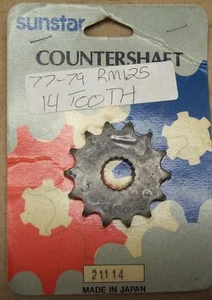 sunstar
COUNTERSHAFT
77-79 RM125
14 TOOTH
21114
MADE IN JAPAN